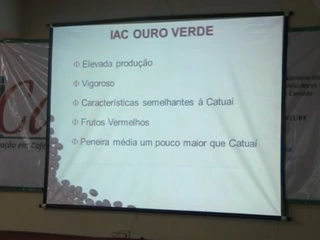 IAC OURO VERDE
Elevada produção
Vigoroso
Características semelhantes à Catuaí
Frutos Vermelhos
Peneira média um pouco maior que Catuaí